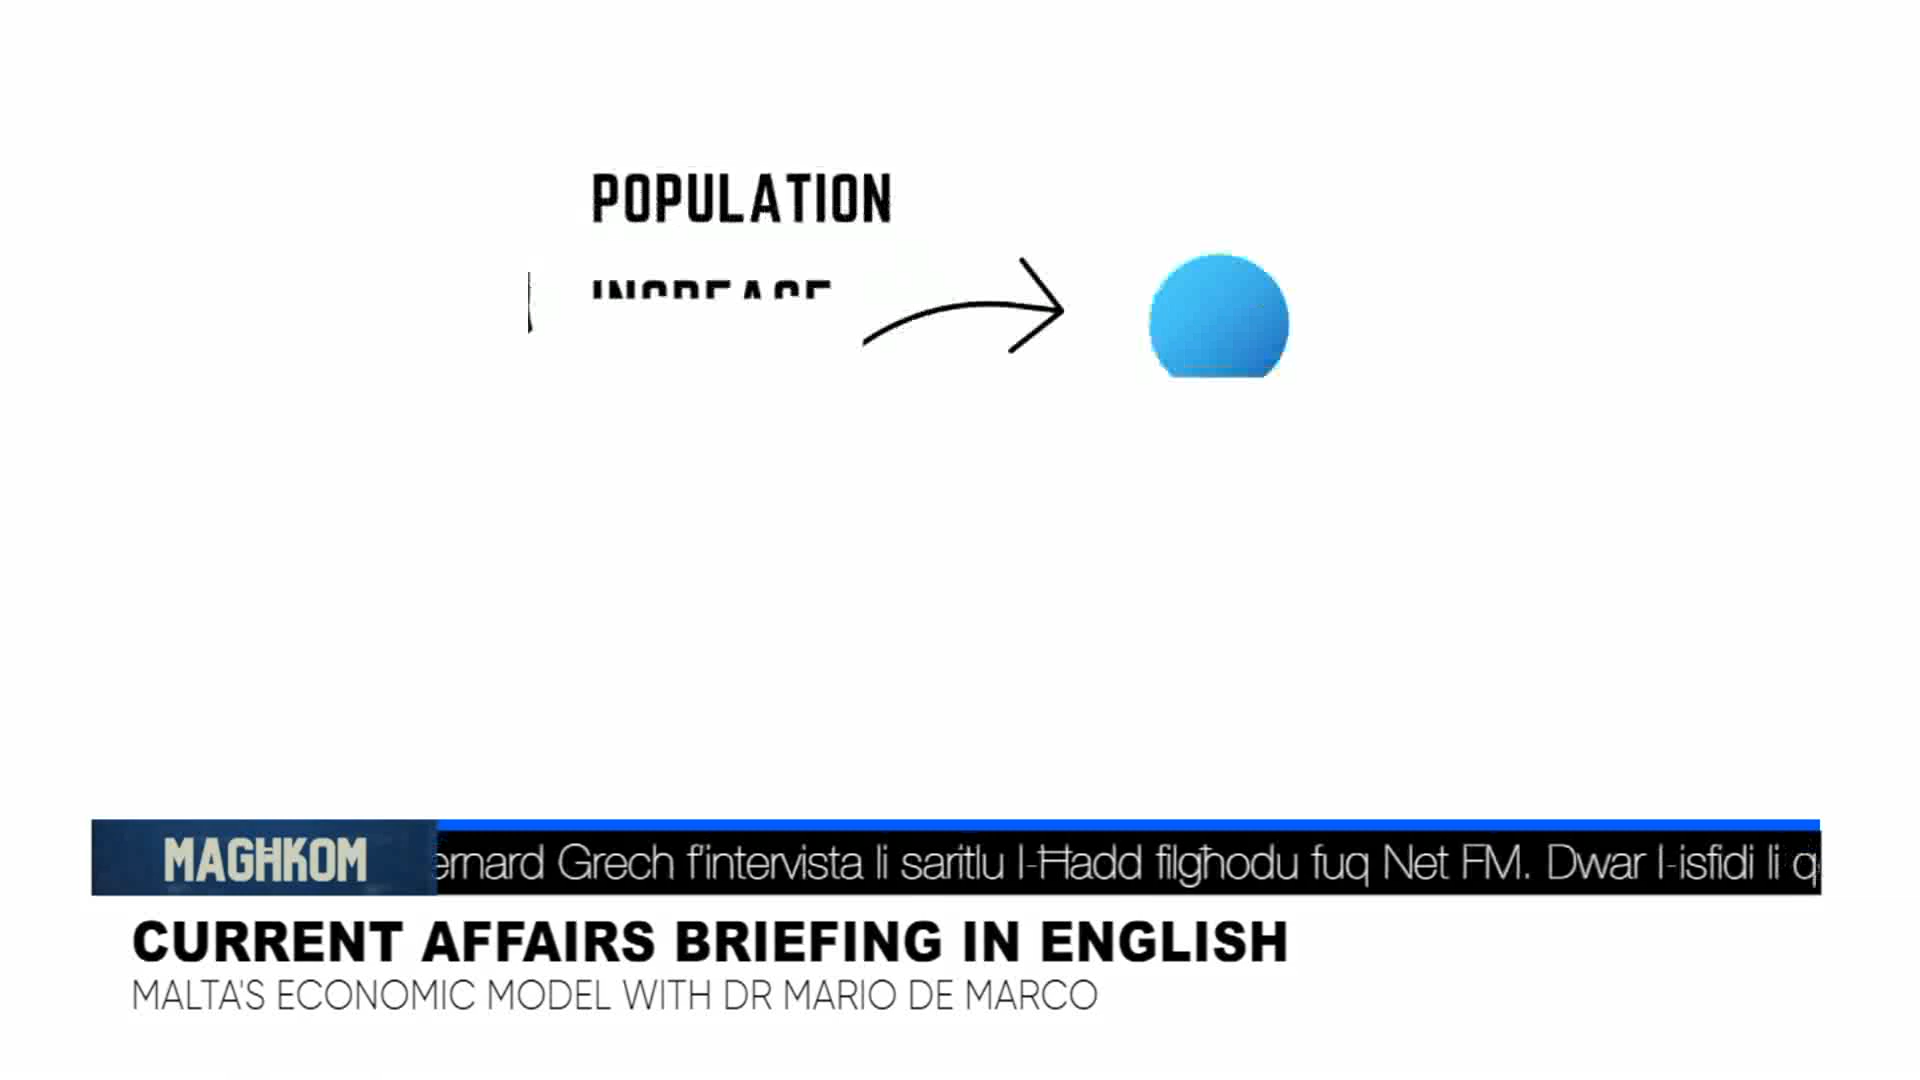 POPULATION
INCREASE
MAGĦKOM
ernard Grech f'intervista li saritlu l-Ħadd filgħodu fuq Net FM. Dwar l-isfidi li q
CURRENT AFFAIRS BRIEFING IN ENGLISH
MALTA'S ECONOMIC MODEL WITH DR MARIO DE MARCO